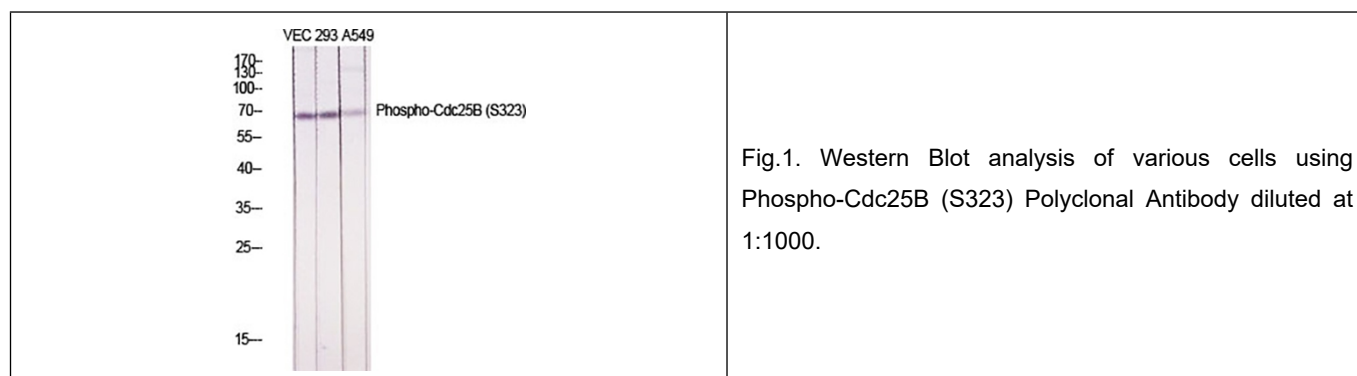 VEC 293 A549
170--
130--
100--
70--
Phospho-Cdc25B (S323)
55--
40--
35---
25---
15---
Fig.1. Western Blot analysis of various cells using
Phospho-Cdc25B (S323) Polyclonal Antibody diluted at
1:1000.